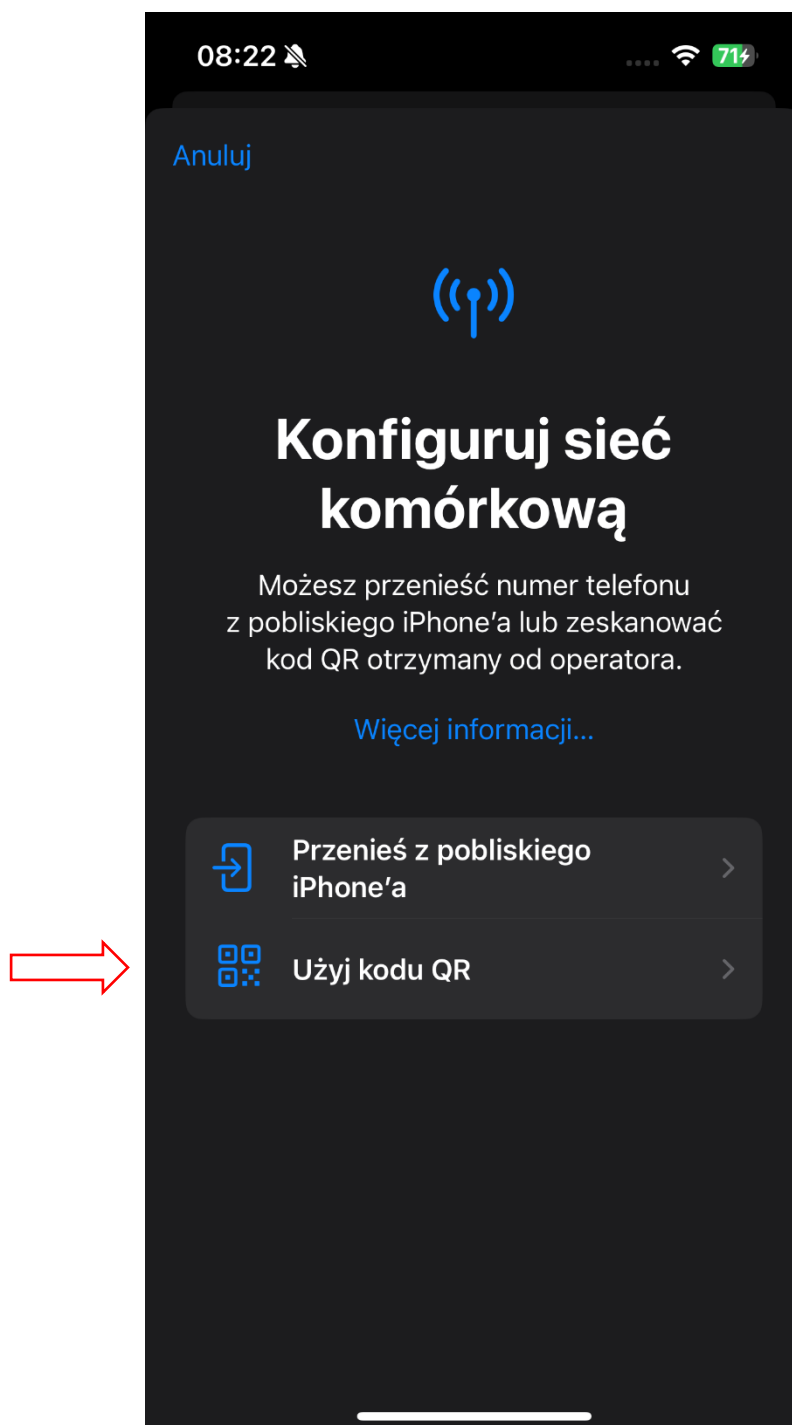 08:22
71
Anuluj
Konfiguruj sieć
komórkową
Możesz przenieść numer telefonu
z pobliskiego iPhone’a lub zeskanować
kod QR otrzymany od operatora.
Więcej informacji...
Przenieś z pobliskiego
iPhone’a
Użyj kodu QR